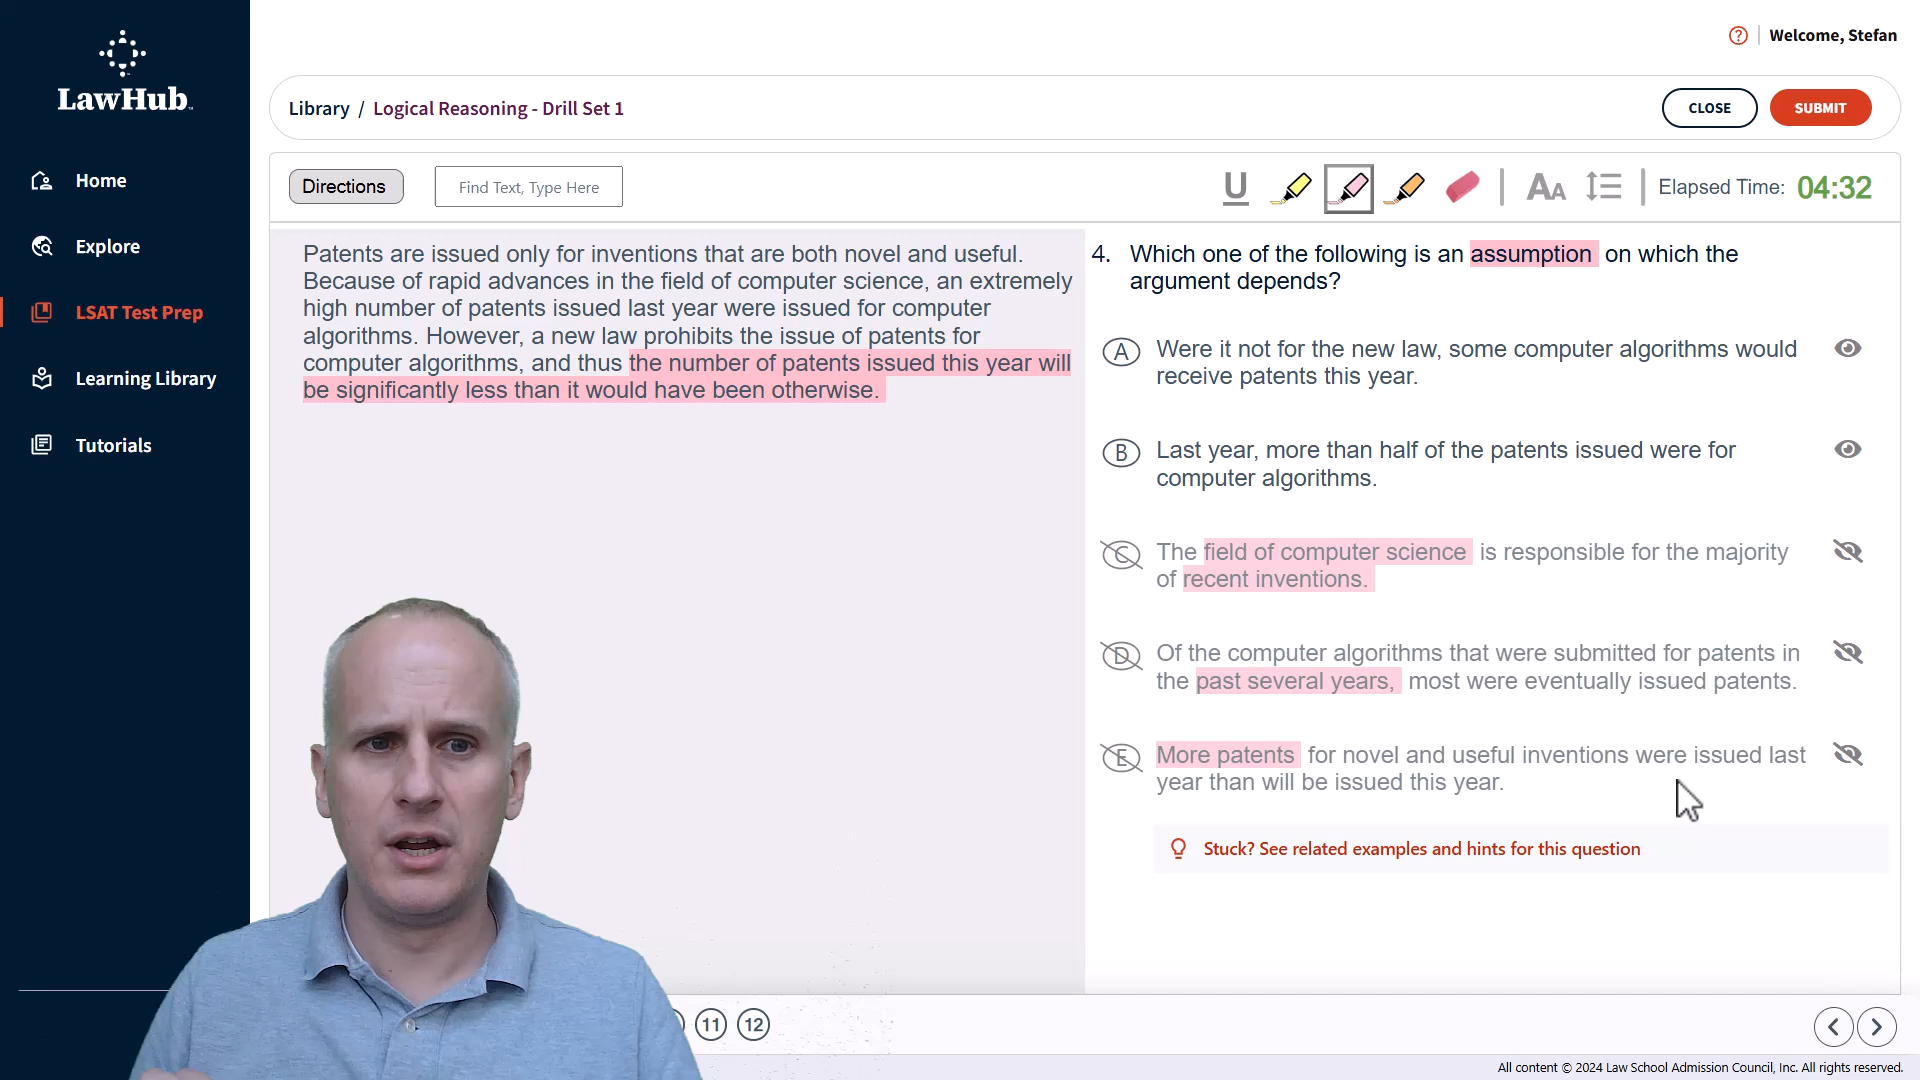 LawHub
Welcome, Stefan
Library / Logical Reasoning - Drill Set 1
CLOSE
SUBMIT
Home
Explore
LSAT Test Prep
Learning Library
Tutorials
Directions
Find Text, Type Here
Elapsed Time: 04:32
Patents are issued only for inventions that are both novel and useful.
Because of rapid advances in the field of computer science, an extremely
high number of patents issued last year were issued for computer
algorithms. However, a new law prohibits the issue of patents for
computer algorithms, and thus the number of patents issued this year will
be significantly less than it would have been otherwise.
4. Which one of the following is an assumption on which the
argument depends?
A Were it not for the new law, some computer algorithms would
receive patents this year.
B Last year, more than half of the patents issued were for
computer algorithms.
C The field of computer science is responsible for the majority
of recent inventions.
D Of the computer algorithms that were submitted for patents in
the past several years, most were eventually issued patents.
E More patents for novel and useful inventions were issued last
year than will be issued this year.
Stuck? See related examples and hints for this question
11 12
All content © 2024 Law School Admission Council, Inc. All rights reserved.